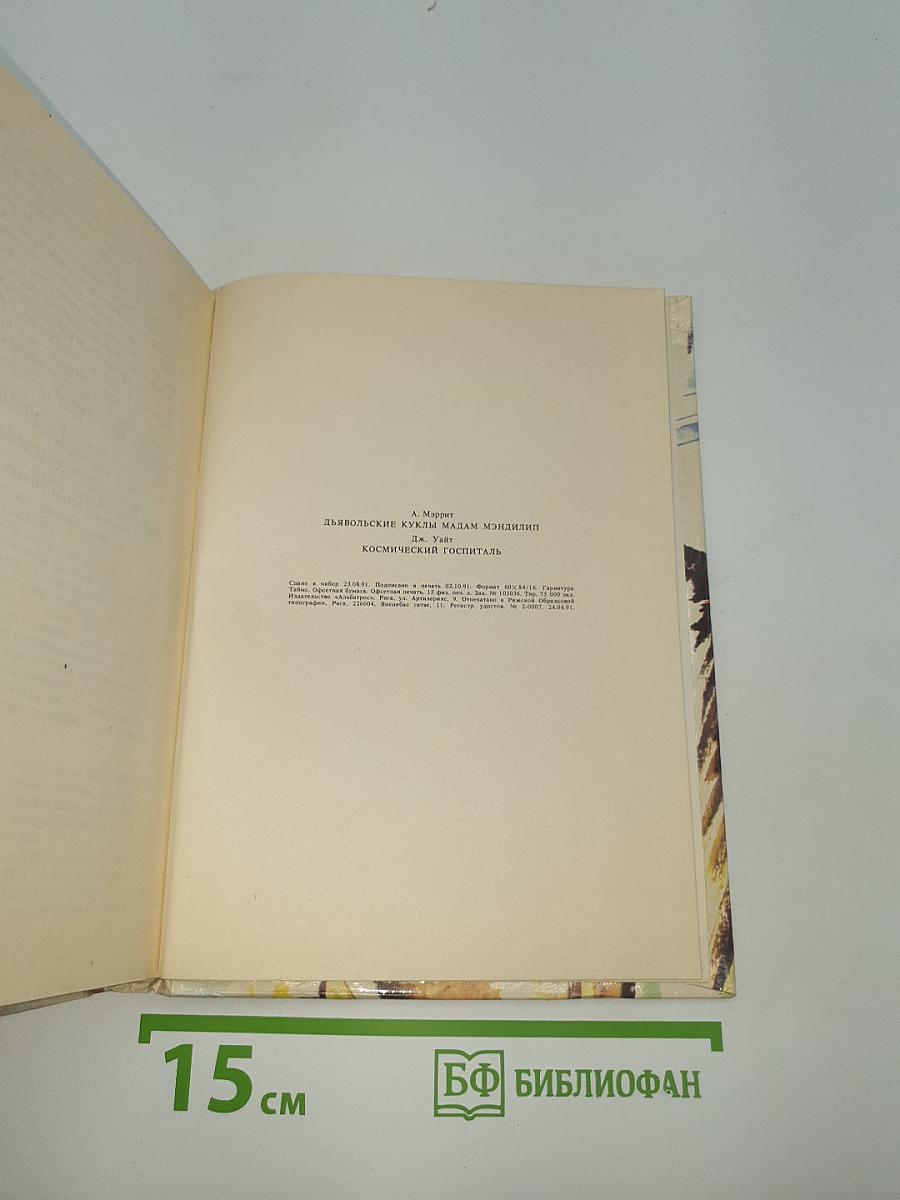 А. Мэррит
ДЬЯВОЛЬСКИЕ КУКЛЫ МАДАМ МЭНДИЛИП
Дж. Уайт
КОСМИЧЕСКИЙ ГОСПИТАЛЬ
Сдано в набор 23.08.91. Подписано в печать 02.10.91. Формат 60×84/16. Гарнитура
Таймс. Офсетная бумага. Офсетная печать. 15 физ. печ. л. Зак. № 103036. Тир. 75 000 экз.
Издательство «Альбатрос», Рига, ул. Артилерияс, 9. Отпечатано в Рижской Образцовой
типографии, Рига, 226004, Виенибас гатве, 11. Регистр. удостов. № 2-0007. 24.04.91.
15 см
БФ БИБЛИОФАН